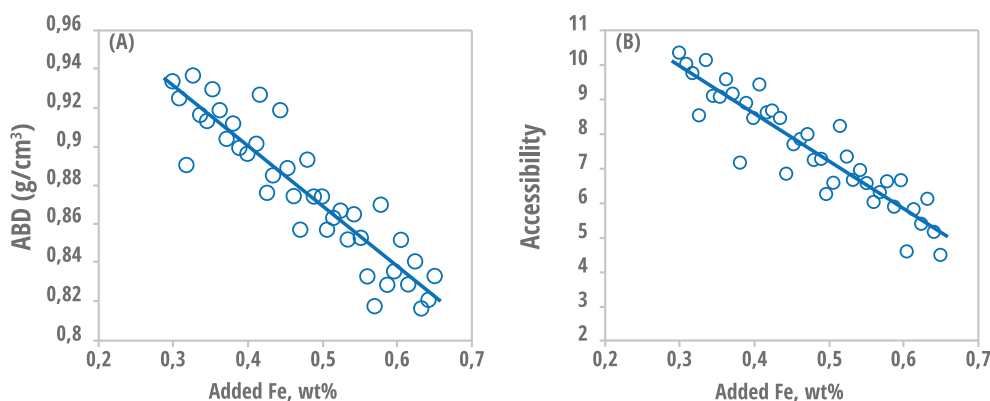 (A)
ABD (g/cm³)
0,96
0,94
0,92
0,9
0,88
0,86
0,84
0,82
0,8
0,2 0,3 0,4 0,5 0,6 0,7
Added Fe, wt%
(B)
Accessibility
11
10
9
8
7
6
5
4
3
2
0,2 0,3 0,4 0,5 0,6 0,7
Added Fe, wt%